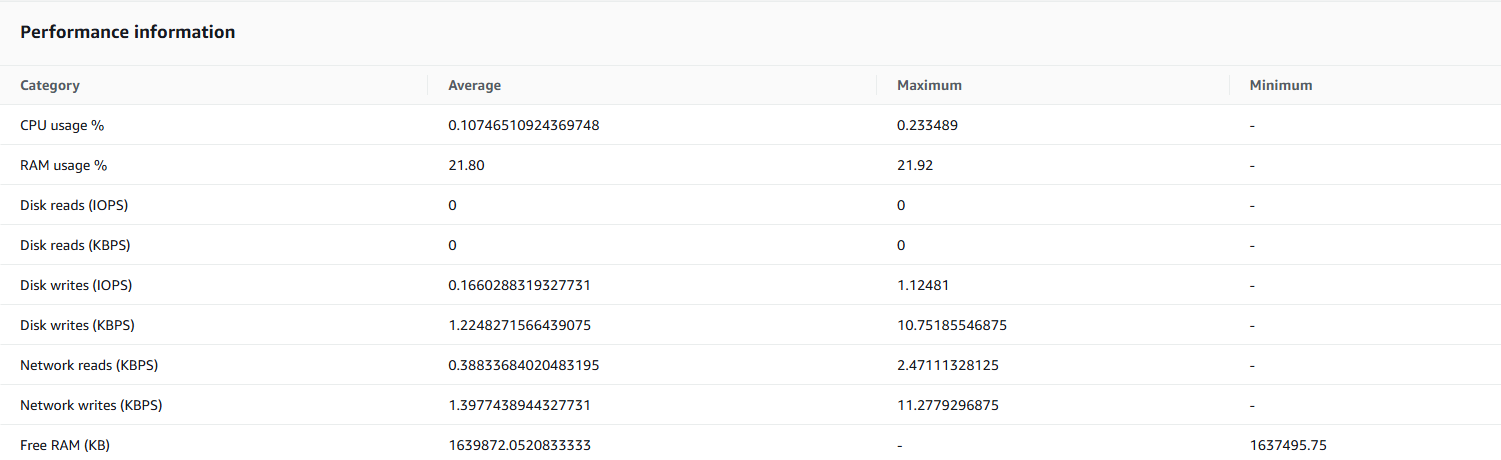 Performance information
Category Average Maximum Minimum
CPU usage % 0.10746510924369748 0.233489 -
RAM usage % 21.80 21.92 -
Disk reads (IOPS) 0 0 -
Disk reads (KBPS) 0 0 -
Disk writes (IOPS) 0.1660288319327731 1.12481 -
Disk writes (KBPS) 1.2248271566439075 10.75185546875 -
Network reads (KBPS) 0.38833684020483195 2.47111328125 -
Network writes (KBPS) 1.3977438944327731 11.2779296875 -
Free RAM (KB) 1639872.0520833333 - 1637495.75